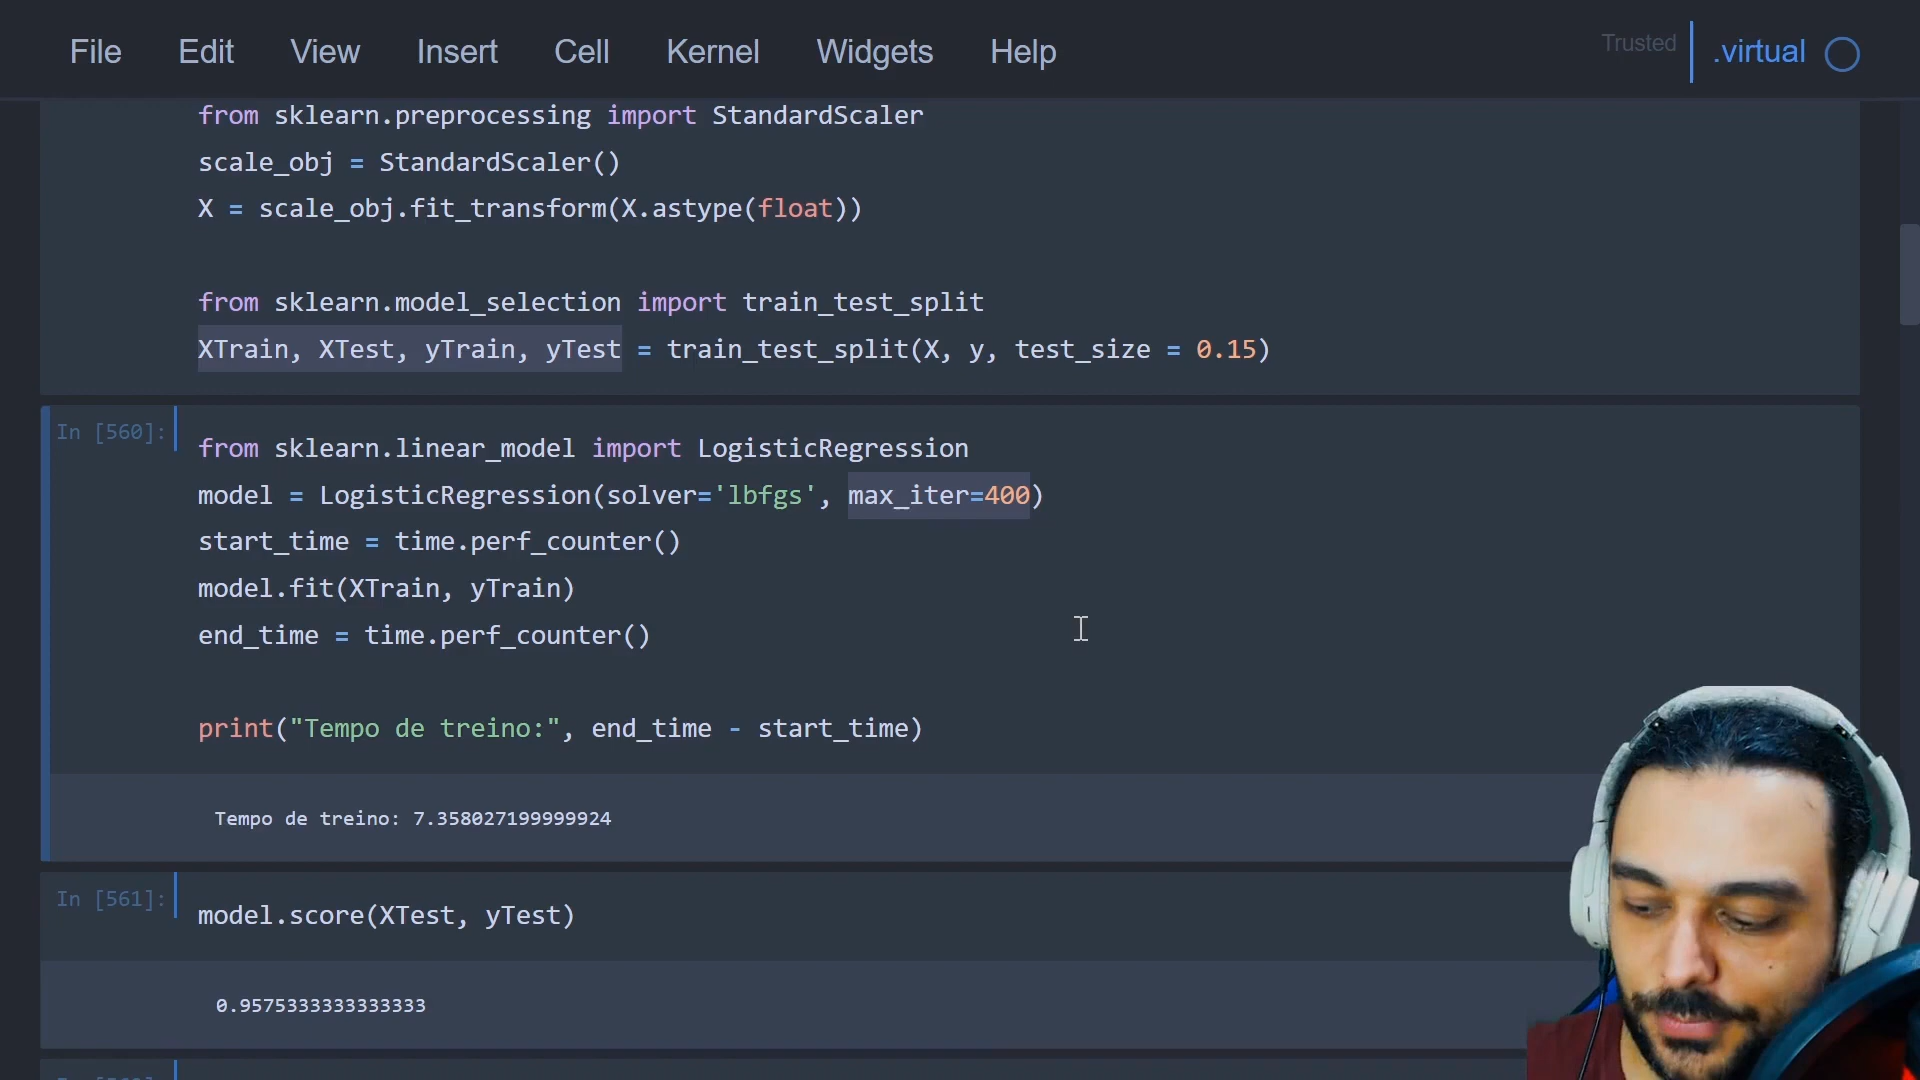 File Edit View Insert Cell Kernel Widgets Help Trusted .virtual
from sklearn.preprocessing import StandardScaler
scale_obj = StandardScaler()
X = scale_obj.fit_transform(X.astype(float))
from sklearn.model_selection import train_test_split
XTrain, XTest, yTrain, yTest = train_test_split(X, y, test_size = 0.15)
In [560]:
from sklearn.linear_model import LogisticRegression
model = LogisticRegression(solver='lbfgs', max_iter=400)
start_time = time.perf_counter()
model.fit(XTrain, yTrain)
end_time = time.perf_counter()
print("Tempo de treino:", end_time - start_time)
Tempo de treino: 7.358027199999924
In [561]:
model.score(XTest, yTest)
0.9575333333333333